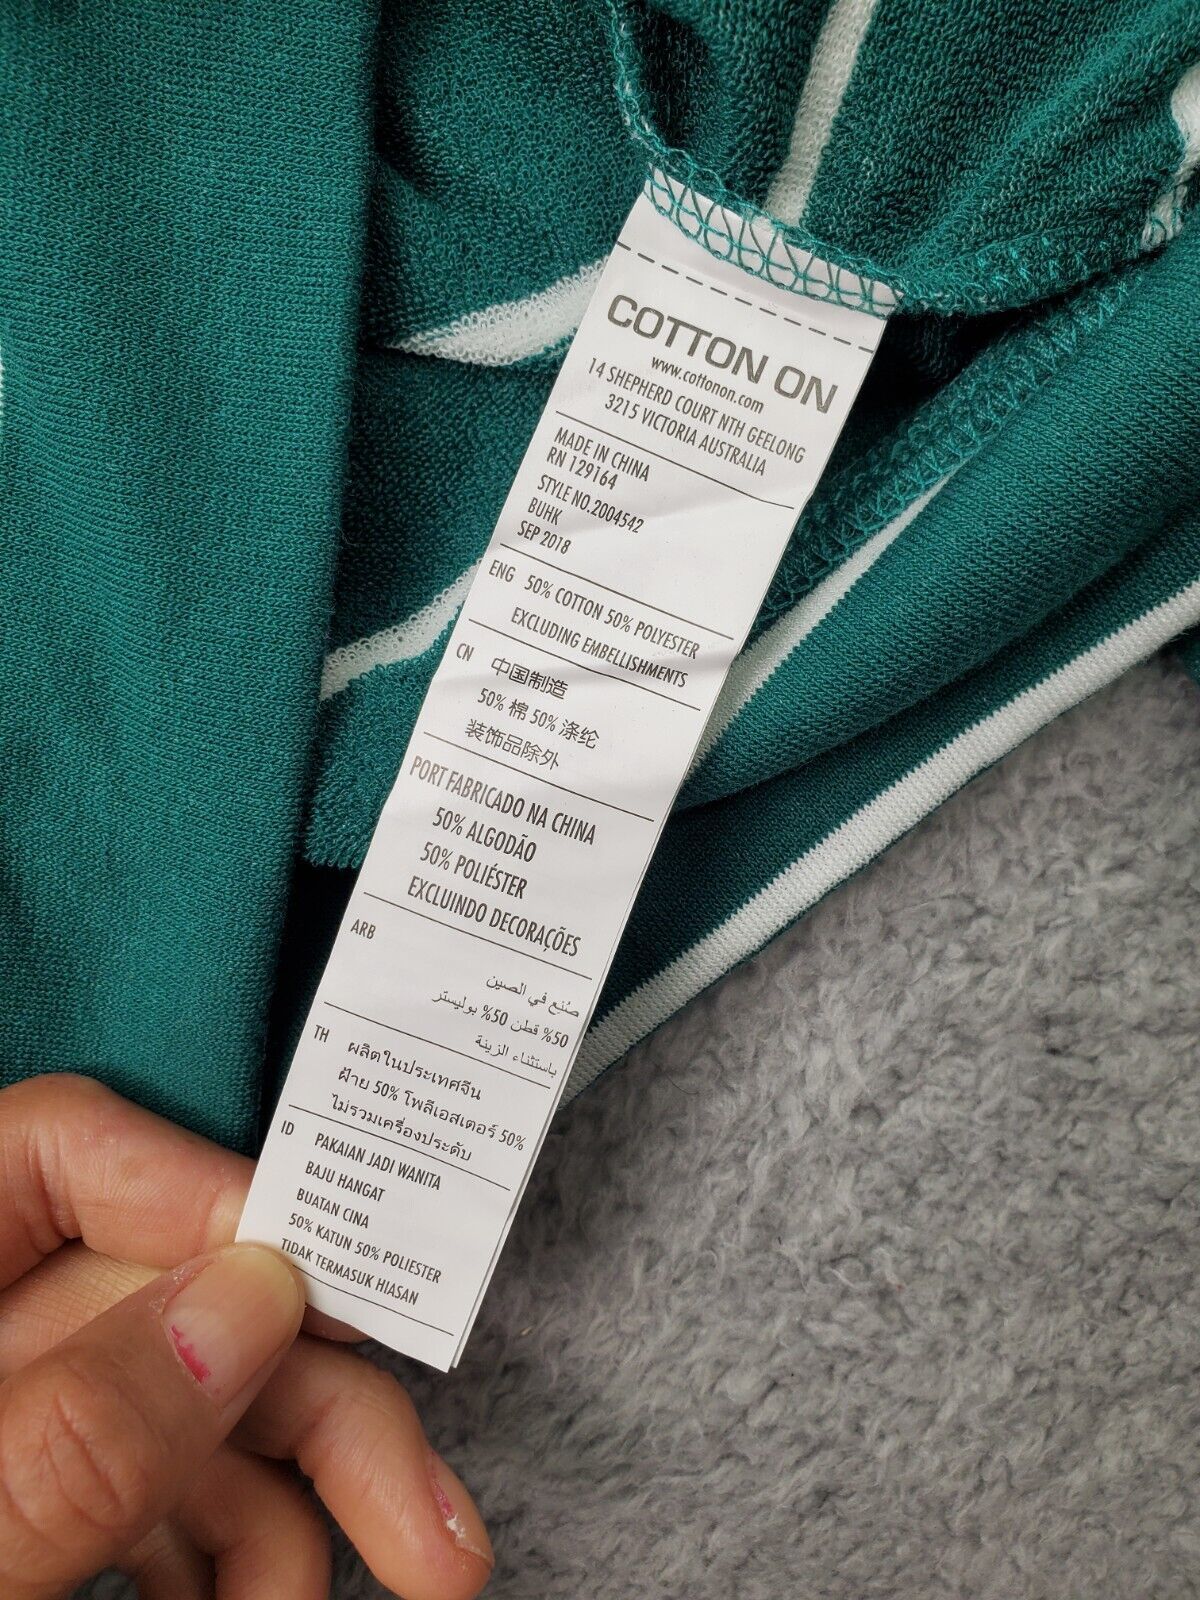 COTTON ON
www.cottonon.com
14 SHEPHERD COURT NTH GEELONG
3215 VICTORIA AUSTRALIA
MADE IN CHINA
RN 129164
STYLE NO.2004542
BUHK
SEP 2018
ENG 50% COTTON 50% POLYESTER
EXCLUDING EMBELLISHMENTS
CN 中国制造
50% 棉 50% 涤纶
装饰品除外
PORT FABRICADO NA CHINA
50% ALGODÃO
50% POLIÉSTER
EXCLUINDO DECORAÇÕES
ARB
صُنع في الصين
50% قطن 50% بوليستر
باستثناء الزينة
TH ผลิตในประเทศจีน
ฝ้าย 50% โพลีเอสเตอร์ 50%
ไม่รวมเครื่องประดับ
ID PAKAIAN JADI WANITA
BAJU HANGAT
BUATAN CINA
50% KATUN 50% POLIESTER
TIDAK TERMASUK HIASAN